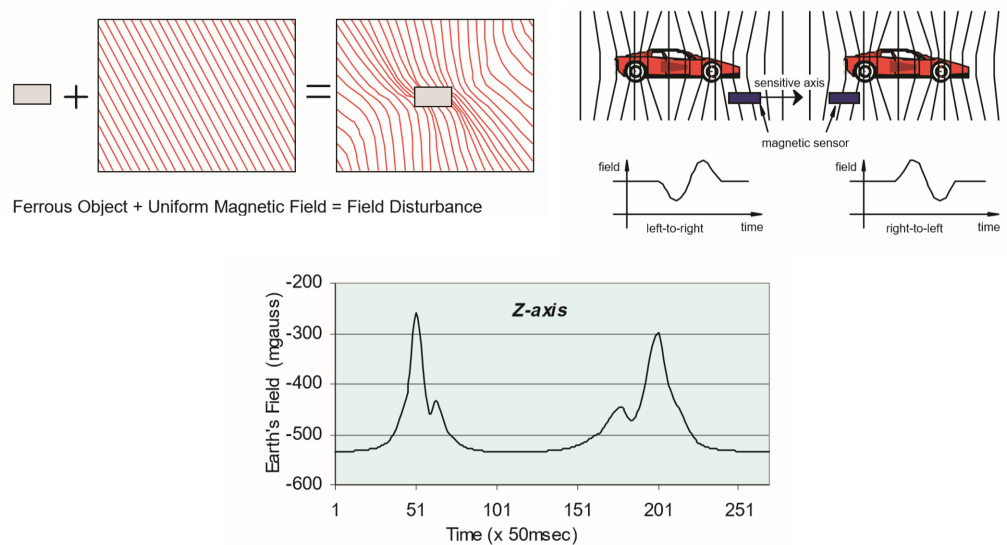 +
=
Ferrous Object + Uniform Magnetic Field = Field Disturbance
sensitive axis
magnetic sensor
field
left-to-right
time
field
right-to-left
time
Z-axis
Earth's Field (mgauss)
-200
-300
-400
-500
-600
1 51 101 151 201 251
Time (x 50msec)